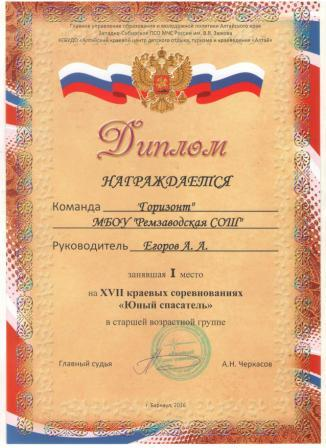 Главное управление образования и молодежной политики Алтайского края
Западно-Сибирское ПСО МЧС России им. В.В. Зюкова
КГБУДО «Алтайский краевой центр детского отдыха, туризма и краеведения «Алтай»
Диплом
НАГРАЖДАЕТСЯ
Команда "Горизонт"
МБОУ "Ремзаводская СОШ"
Руководитель Егоров А. А.
занявшая I место
на XVII краевых соревнованиях
«Юный спасатель»
в старшей возрастной группе
Главный судья А.Н. Черкасов
г. Барнаул, 2016